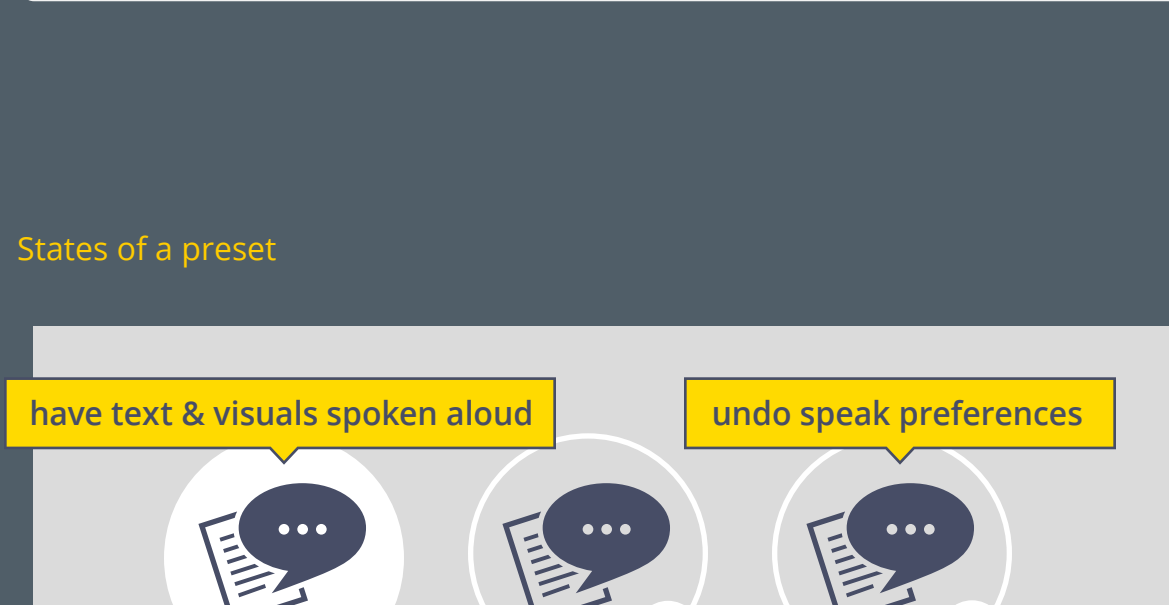 States of a preset
have text & visuals spoken aloud
undo speak preferences